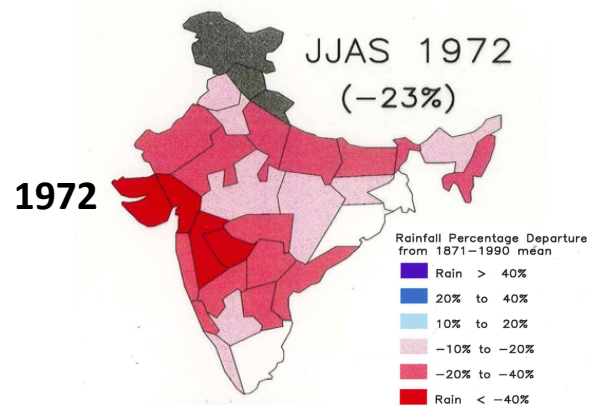 JJAS 1972
(−23%)
1972
Rainfall Percentage Departure
from 1871−1990 mean
Rain > 40%
20% to 40%
10% to 20%
−10% to −20%
−20% to −40%
Rain < −40%